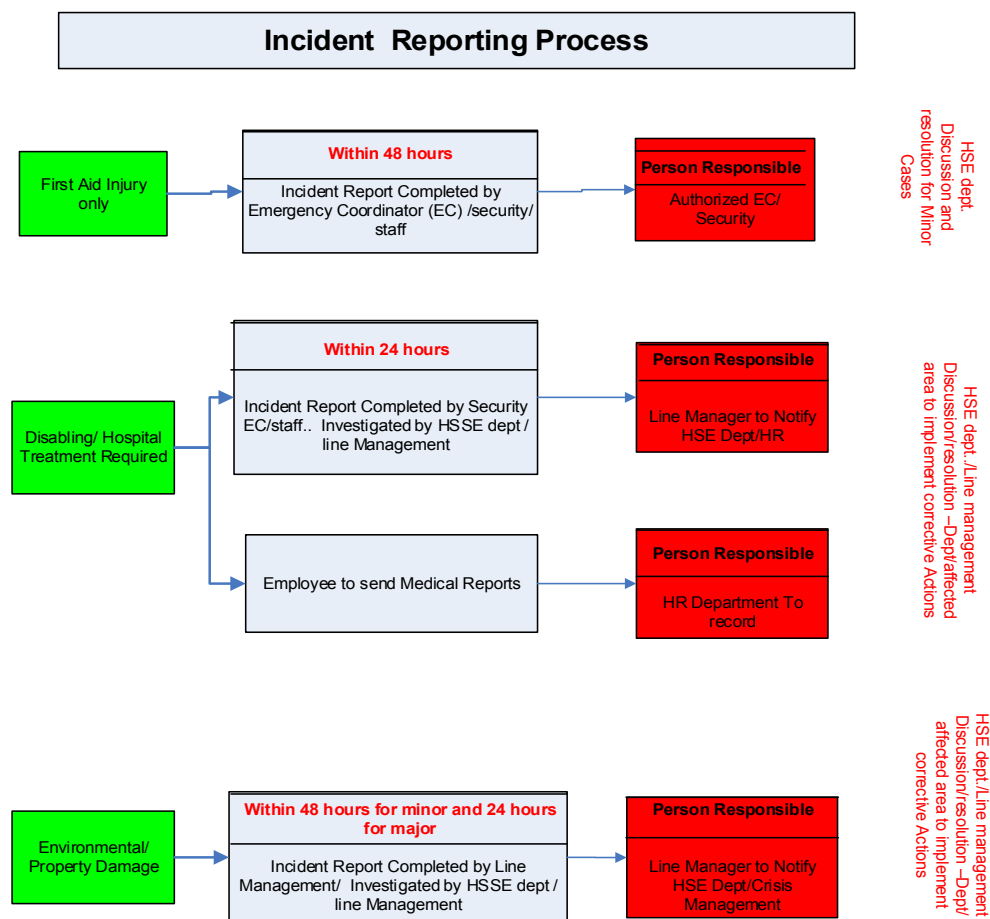 Incident  Reporting Process
First Aid Injury
only
Within 48 hours
Incident Report Completed by
Emergency Coordinator (EC) /security/
staff
Person Responsible
Authorized EC/
Security
HSE dept.
Discussion and
resolution for Minor
Cases
Disabling/ Hospital
Treatment Required
Within 24 hours
Incident Report Completed by Security
EC/staff..  Investigated by HSSE dept /
line Management
Person Responsible
Line Manager to Notify
HSE Dept/HR
Employee to send Medical Reports
Person Responsible
HR Department To
record
HSE dept../Line management
Discussion/resolution –Dept/affected
area to implement corrective Actions
Environmental/
Property Damage
Within 48 hours for minor and 24 hours
for major
Incident Report Completed by Line
Management/  Investigated by HSSE dept /
line Management
Person Responsible
Line Manager to Notify
HSE Dept/Crisis
Management
HSE dept./Line management
Discussion/resolution –Dept/
affected area to implement
corrective Actions